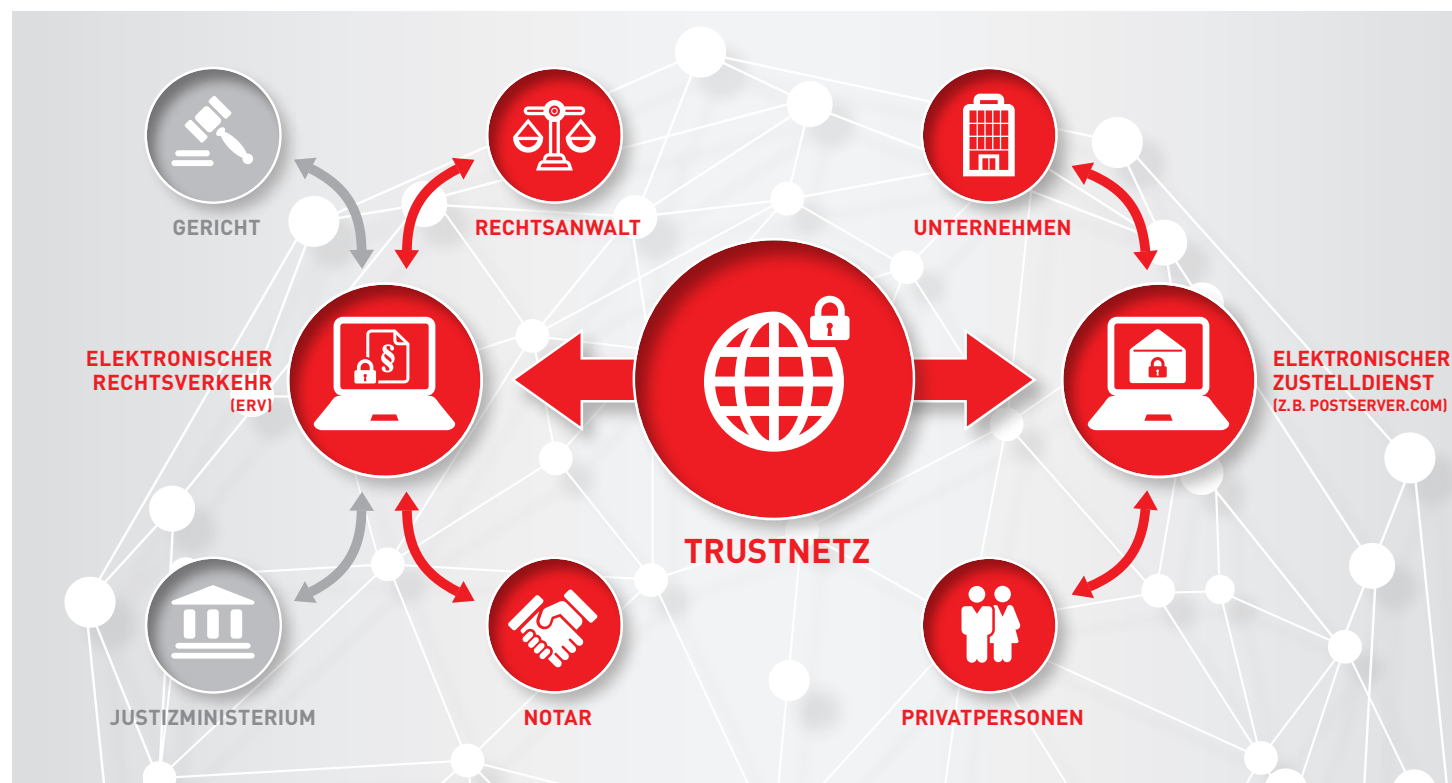 GERICHT
RECHTSANWALT
UNTERNEHMEN
ELEKTRONISCHER
RECHTSVERKEHR
(ERV)
§
ELEKTRONISCHER
ZUSTELLDIENST
(Z.B. POSTSERVER.COM)
TRUSTNETZ
JUSTIZMINISTERIUM
NOTAR
PRIVATPERSONEN